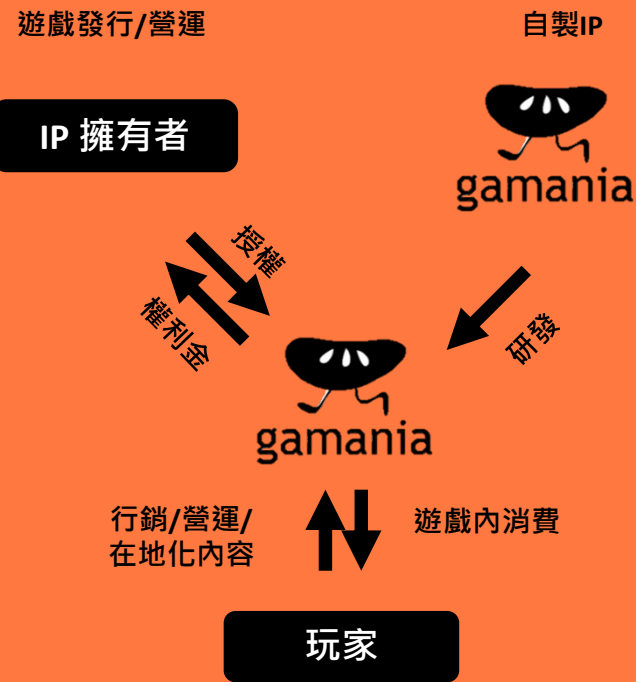 遊戲發行/營運
自製IP
IP 擁有者
gamania
授權
權利金
研發
gamania
行銷/營運/
在地化內容
遊戲內消費
玩家